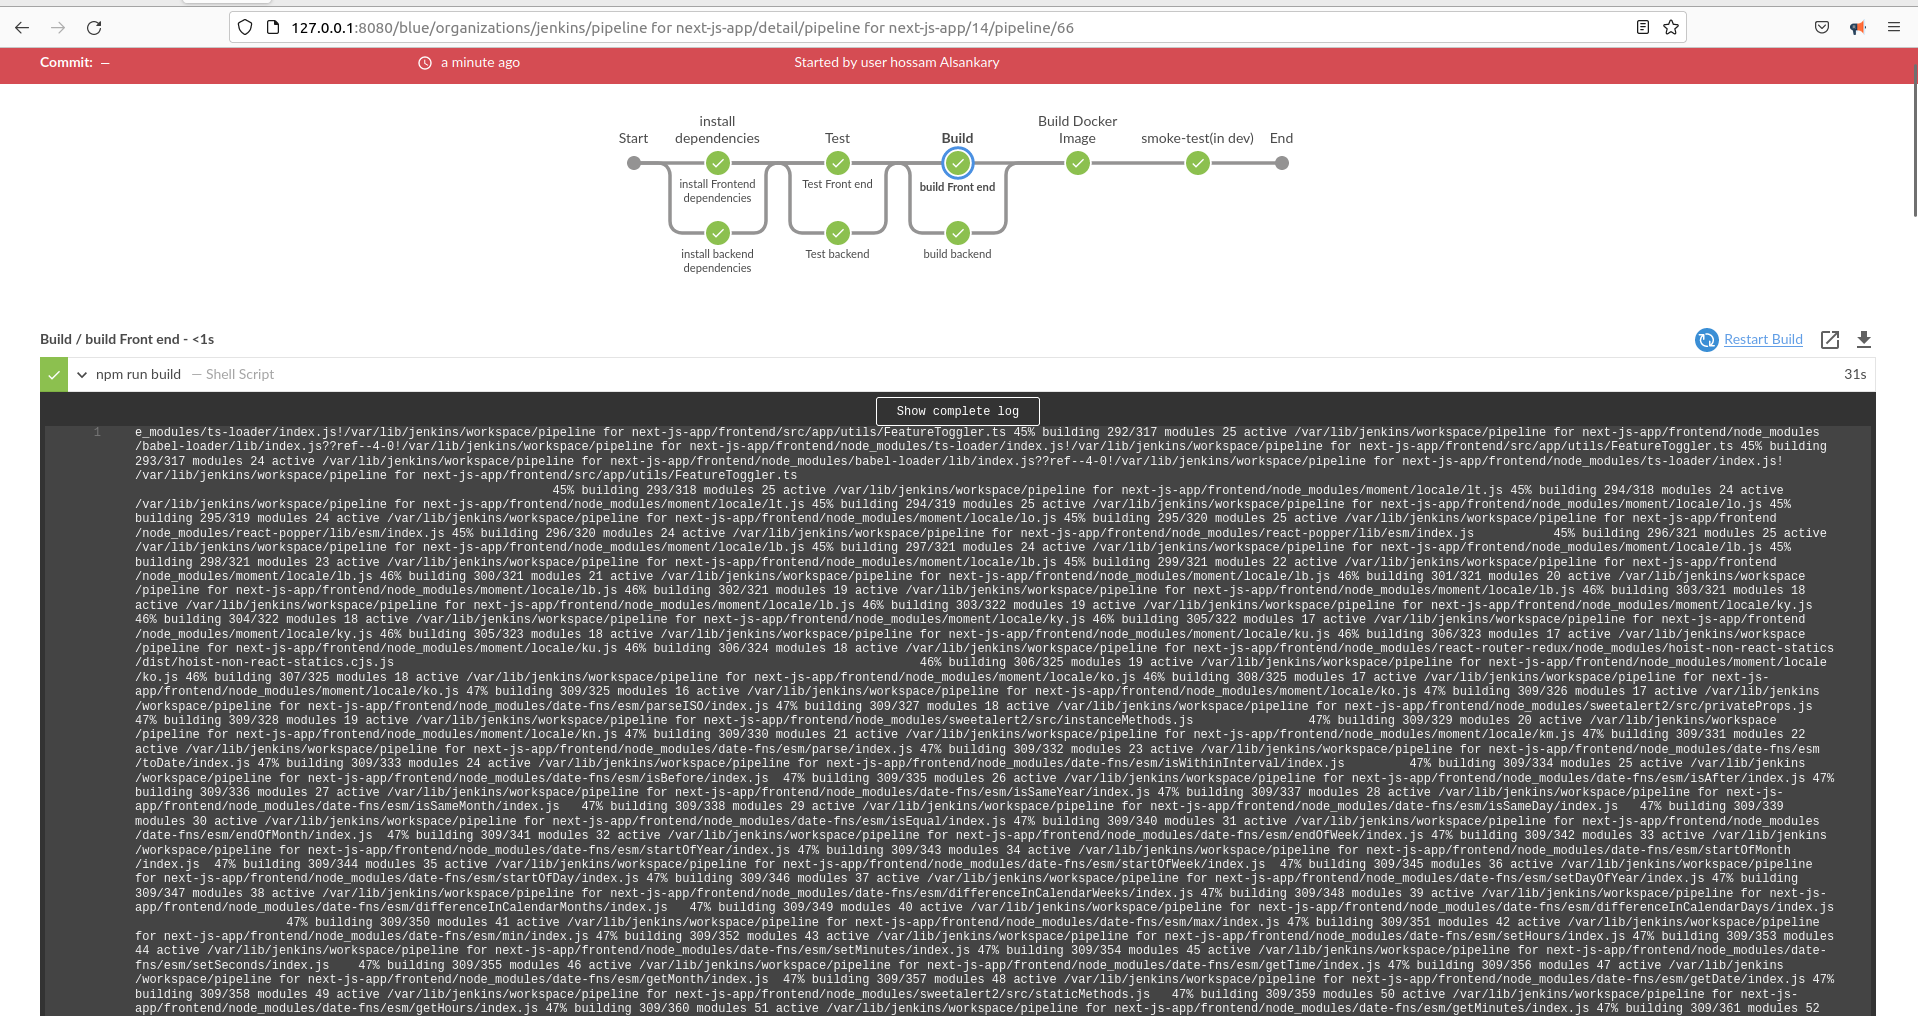 127.0.0.1:8080/blue/organizations/jenkins/pipeline for next-js-app/detail/pipeline for next-js-app/14/pipeline/66
Commit: — a minute ago Started by user hossam Alsankary
Start install dependencies Test Build Build Docker Image smoke-test(in dev) End
install Frontend dependencies Test Front end build Front end
install backend dependencies Test backend build backend
Build / build Front end - <1s Restart Build
npm run build — Shell Script 31s
Show complete log
1 e_modules/ts-loader/index.js!/var/lib/jenkins/workspace/pipeline for next-js-app/frontend/src/app/utils/FeatureToggler.ts 45% building 292/317 modules 25 active /var/lib/jenkins/workspace/pipeline for next-js-app/frontend/node_modules
/babel-loader/lib/index.js??ref--4-0!/var/lib/jenkins/workspace/pipeline for next-js-app/frontend/node_modules/ts-loader/index.js!/var/lib/jenkins/workspace/pipeline for next-js-app/frontend/src/app/utils/FeatureToggler.ts 45% building
293/317 modules 24 active /var/lib/jenkins/workspace/pipeline for next-js-app/frontend/node_modules/babel-loader/lib/index.js??ref--4-0!/var/lib/jenkins/workspace/pipeline for next-js-app/frontend/node_modules/ts-loader/index.js!
/var/lib/jenkins/workspace/pipeline for next-js-app/frontend/src/app/utils/FeatureToggler.ts
45% building 293/318 modules 25 active /var/lib/jenkins/workspace/pipeline for next-js-app/frontend/node_modules/moment/locale/lt.js 45% building 294/318 modules 24 active
/var/lib/jenkins/workspace/pipeline for next-js-app/frontend/node_modules/moment/locale/lt.js 45% building 294/319 modules 25 active /var/lib/jenkins/workspace/pipeline for next-js-app/frontend/node_modules/moment/locale/lo.js 45%
building 295/319 modules 24 active /var/lib/jenkins/workspace/pipeline for next-js-app/frontend/node_modules/moment/locale/lo.js 45% building 295/320 modules 25 active /var/lib/jenkins/workspace/pipeline for next-js-app/frontend
/node_modules/react-popper/lib/esm/index.js 45% building 296/320 modules 24 active /var/lib/jenkins/workspace/pipeline for next-js-app/frontend/node_modules/react-popper/lib/esm/index.js 45% building 296/321 modules 25 active
/var/lib/jenkins/workspace/pipeline for next-js-app/frontend/node_modules/moment/locale/lb.js 45% building 297/321 modules 24 active /var/lib/jenkins/workspace/pipeline for next-js-app/frontend/node_modules/moment/locale/lb.js 45%
building 298/321 modules 23 active /var/lib/jenkins/workspace/pipeline for next-js-app/frontend/node_modules/moment/locale/lb.js 45% building 299/321 modules 22 active /var/lib/jenkins/workspace/pipeline for next-js-app/frontend
/node_modules/moment/locale/lb.js 46% building 300/321 modules 21 active /var/lib/jenkins/workspace/pipeline for next-js-app/frontend/node_modules/moment/locale/lb.js 46% building 301/321 modules 20 active /var/lib/jenkins/workspace
/pipeline for next-js-app/frontend/node_modules/moment/locale/lb.js 46% building 302/321 modules 19 active /var/lib/jenkins/workspace/pipeline for next-js-app/frontend/node_modules/moment/locale/lb.js 46% building 303/321 modules 18
active /var/lib/jenkins/workspace/pipeline for next-js-app/frontend/node_modules/moment/locale/lb.js 46% building 303/322 modules 19 active /var/lib/jenkins/workspace/pipeline for next-js-app/frontend/node_modules/moment/locale/ky.js
46% building 304/322 modules 18 active /var/lib/jenkins/workspace/pipeline for next-js-app/frontend/node_modules/moment/locale/ky.js 46% building 305/322 modules 17 active /var/lib/jenkins/workspace/pipeline for next-js-app/frontend
/node_modules/moment/locale/ky.js 46% building 305/323 modules 18 active /var/lib/jenkins/workspace/pipeline for next-js-app/frontend/node_modules/moment/locale/ku.js 46% building 306/323 modules 17 active /var/lib/jenkins/workspace
/pipeline for next-js-app/frontend/node_modules/moment/locale/ku.js 46% building 306/324 modules 18 active /var/lib/jenkins/workspace/pipeline for next-js-app/frontend/node_modules/react-router-redux/node_modules/hoist-non-react-statics
/dist/hoist-non-react-statics.cjs.js 46% building 306/325 modules 19 active /var/lib/jenkins/workspace/pipeline for next-js-app/frontend/node_modules/moment/locale
/ko.js 46% building 307/325 modules 18 active /var/lib/jenkins/workspace/pipeline for next-js-app/frontend/node_modules/moment/locale/ko.js 46% building 308/325 modules 17 active /var/lib/jenkins/workspace/pipeline for next-js-
app/frontend/node_modules/moment/locale/ko.js 47% building 309/325 modules 16 active /var/lib/jenkins/workspace/pipeline for next-js-app/frontend/node_modules/moment/locale/ko.js 47% building 309/326 modules 17 active /var/lib/jenkins
/workspace/pipeline for next-js-app/frontend/node_modules/date-fns/esm/parseISO/index.js 47% building 309/327 modules 18 active /var/lib/jenkins/workspace/pipeline for next-js-app/frontend/node_modules/sweetalert2/src/privateProps.js
47% building 309/328 modules 19 active /var/lib/jenkins/workspace/pipeline for next-js-app/frontend/node_modules/sweetalert2/src/instanceMethods.js 47% building 309/329 modules 20 active /var/lib/jenkins/workspace
/pipeline for next-js-app/frontend/node_modules/moment/locale/kn.js 47% building 309/330 modules 21 active /var/lib/jenkins/workspace/pipeline for next-js-app/frontend/node_modules/moment/locale/km.js 47% building 309/331 modules 22
active /var/lib/jenkins/workspace/pipeline for next-js-app/frontend/node_modules/date-fns/esm/parse/index.js 47% building 309/332 modules 23 active /var/lib/jenkins/workspace/pipeline for next-js-app/frontend/node_modules/date-fns/esm
/toDate/index.js 47% building 309/333 modules 24 active /var/lib/jenkins/workspace/pipeline for next-js-app/frontend/node_modules/date-fns/esm/isWithinInterval/index.js 47% building 309/334 modules 25 active /var/lib/jenkins
/workspace/pipeline for next-js-app/frontend/node_modules/date-fns/esm/isBefore/index.js 47% building 309/335 modules 26 active /var/lib/jenkins/workspace/pipeline for next-js-app/frontend/node_modules/date-fns/esm/isAfter/index.js 47%
building 309/336 modules 27 active /var/lib/jenkins/workspace/pipeline for next-js-app/frontend/node_modules/date-fns/esm/isSameYear/index.js 47% building 309/337 modules 28 active /var/lib/jenkins/workspace/pipeline for next-js-
app/frontend/node_modules/date-fns/esm/isSameMonth/index.js 47% building 309/338 modules 29 active /var/lib/jenkins/workspace/pipeline for next-js-app/frontend/node_modules/date-fns/esm/isSameDay/index.js 47% building 309/339
modules 30 active /var/lib/jenkins/workspace/pipeline for next-js-app/frontend/node_modules/date-fns/esm/isEqual/index.js 47% building 309/340 modules 31 active /var/lib/jenkins/workspace/pipeline for next-js-app/frontend/node_modules
/date-fns/esm/endOfMonth/index.js 47% building 309/341 modules 32 active /var/lib/jenkins/workspace/pipeline for next-js-app/frontend/node_modules/date-fns/esm/endOfWeek/index.js 47% building 309/342 modules 33 active /var/lib/jenkins
/workspace/pipeline for next-js-app/frontend/node_modules/date-fns/esm/startOfYear/index.js 47% building 309/343 modules 34 active /var/lib/jenkins/workspace/pipeline for next-js-app/frontend/node_modules/date-fns/esm/startOfMonth
/index.js 47% building 309/344 modules 35 active /var/lib/jenkins/workspace/pipeline for next-js-app/frontend/node_modules/date-fns/esm/startOfWeek/index.js 47% building 309/345 modules 36 active /var/lib/jenkins/workspace/pipeline
for next-js-app/frontend/node_modules/date-fns/esm/startOfDay/index.js 47% building 309/346 modules 37 active /var/lib/jenkins/workspace/pipeline for next-js-app/frontend/node_modules/date-fns/esm/setDayOfYear/index.js 47% building
309/347 modules 38 active /var/lib/jenkins/workspace/pipeline for next-js-app/frontend/node_modules/date-fns/esm/differenceInCalendarWeeks/index.js 47% building 309/348 modules 39 active /var/lib/jenkins/workspace/pipeline for next-js-
app/frontend/node_modules/date-fns/esm/differenceInCalendarMonths/index.js 47% building 309/349 modules 40 active /var/lib/jenkins/workspace/pipeline for next-js-app/frontend/node_modules/date-fns/esm/differenceInCalendarDays/index.js
47% building 309/350 modules 41 active /var/lib/jenkins/workspace/pipeline for next-js-app/frontend/node_modules/date-fns/esm/max/index.js 47% building 309/351 modules 42 active /var/lib/jenkins/workspace/pipeline
for next-js-app/frontend/node_modules/date-fns/esm/min/index.js 47% building 309/352 modules 43 active /var/lib/jenkins/workspace/pipeline for next-js-app/frontend/node_modules/date-fns/esm/setHours/index.js 47% building 309/353 modules
44 active /var/lib/jenkins/workspace/pipeline for next-js-app/frontend/node_modules/date-fns/esm/setMinutes/index.js 47% building 309/354 modules 45 active /var/lib/jenkins/workspace/pipeline for next-js-app/frontend/node_modules/date-
fns/esm/setSeconds/index.js 47% building 309/355 modules 46 active /var/lib/jenkins/workspace/pipeline for next-js-app/frontend/node_modules/date-fns/esm/getTime/index.js 47% building 309/356 modules 47 active /var/lib/jenkins
/workspace/pipeline for next-js-app/frontend/node_modules/date-fns/esm/getMonth/index.js 47% building 309/357 modules 48 active /var/lib/jenkins/workspace/pipeline for next-js-app/frontend/node_modules/date-fns/esm/getDate/index.js 47%
building 309/358 modules 49 active /var/lib/jenkins/workspace/pipeline for next-js-app/frontend/node_modules/sweetalert2/src/staticMethods.js 47% building 309/359 modules 50 active /var/lib/jenkins/workspace/pipeline for next-js-
app/frontend/node_modules/date-fns/esm/getHours/index.js 47% building 309/360 modules 51 active /var/lib/jenkins/workspace/pipeline for next-js-app/frontend/node_modules/date-fns/esm/getMinutes/index.js 47% building 309/361 modules 52